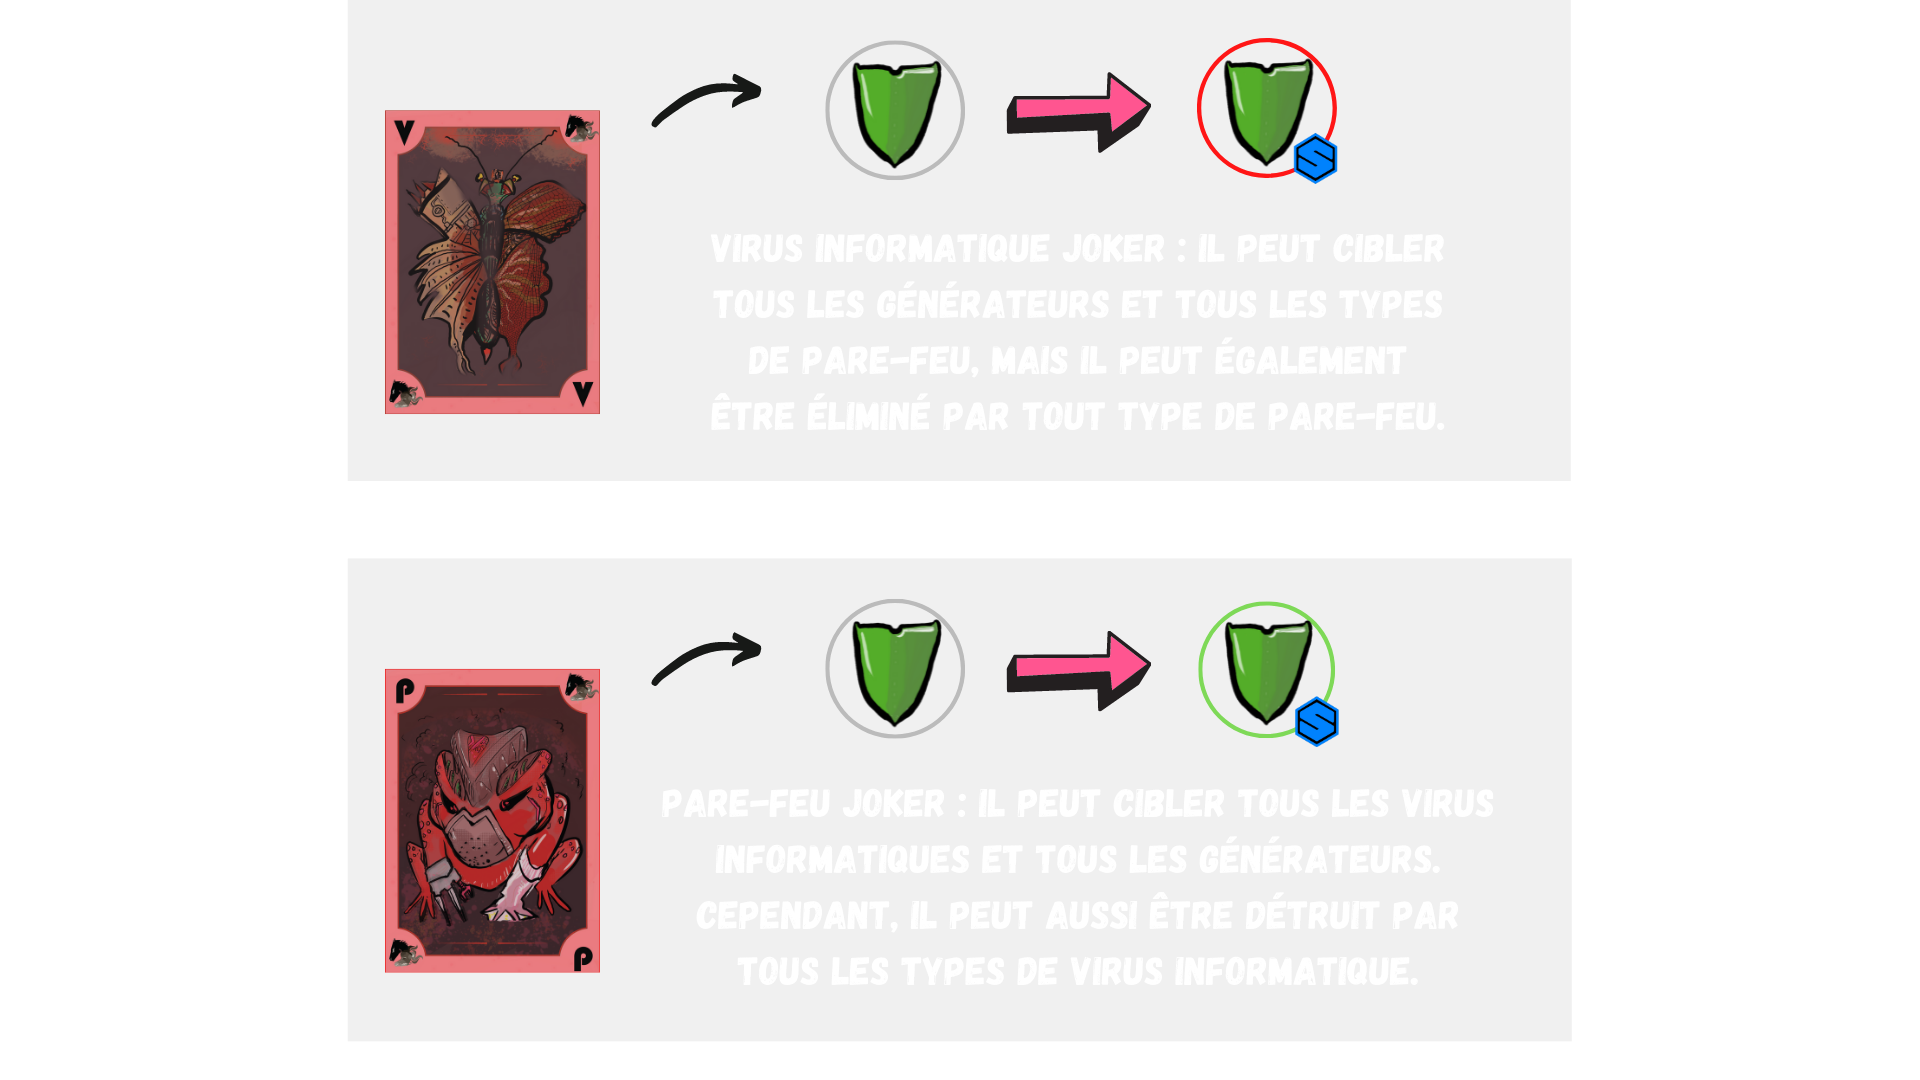 V
VIRUS INFORMATIQUE JOKER : IL PEUT CIBLER
TOUS LES GÉNÉRATEURS ET TOUS LES TYPES
DE PARE-FEU, MAIS IL PEUT ÉGALEMENT
ÊTRE ÉLIMINÉ PAR TOUT TYPE DE PARE-FEU.
V
P
PARE-FEU JOKER : IL PEUT CIBLER TOUS LES VIRUS
INFORMATIQUES ET TOUS LES GÉNÉRATEURS.
CEPENDANT, IL PEUT AUSSI ÊTRE DÉTRUIT PAR
TOUS LES TYPES DE VIRUS INFORMATIQUE.
P